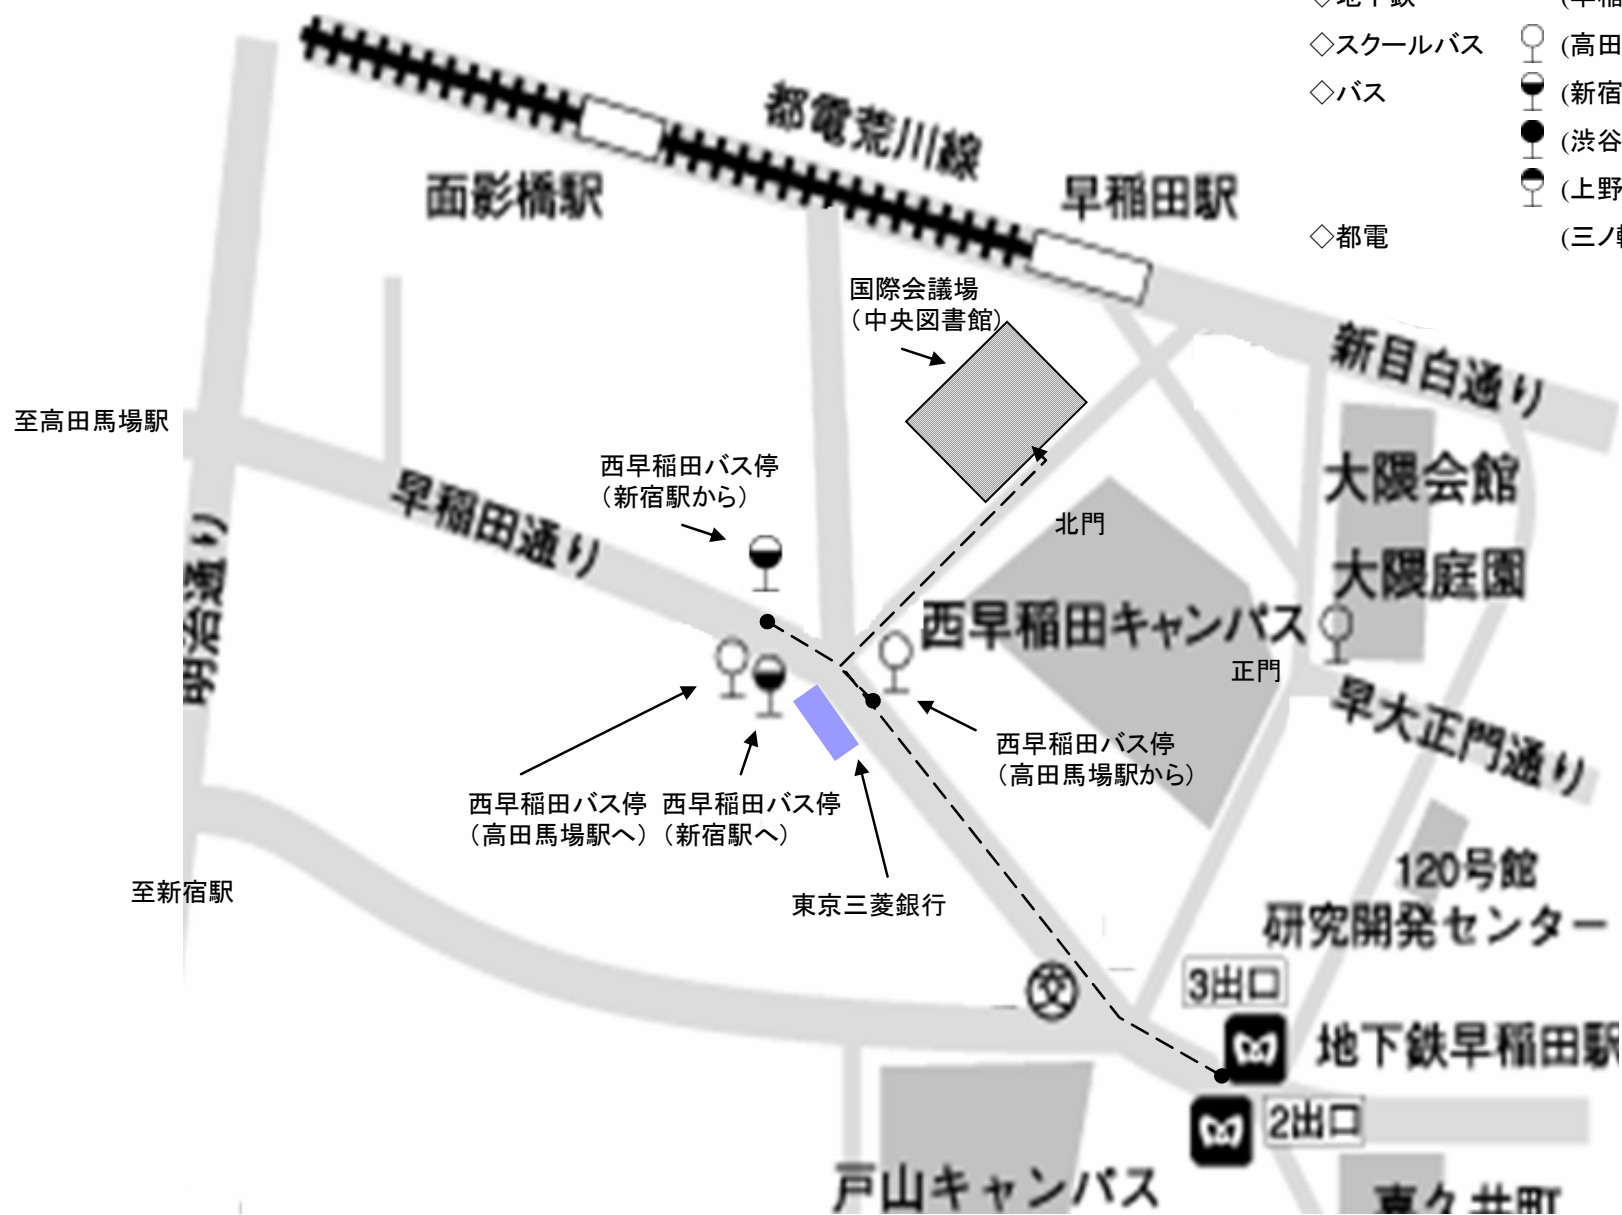 ◇スクールバス (高田
◇バス (新宿
(渋谷
(上野
◇都電
都電荒川線
面影橋駅
早稲田駅
国際会議場
（中央図書館）
新目白通り
至高田馬場駅
大隈会館
西早稲田バス停
（新宿駅から）
早稲田通り
北門
明治通り
大隈庭園
西早稲田キャンパス
正門
早大正門通り
西早稲田バス停
（高田馬場駅から）
西早稲田バス停
（高田馬場駅へ）
西早稲田バス停
（新宿駅へ）
120号館
研究開発センター
至新宿駅
東京三菱銀行
交
3出口
地下鉄早稲田駅
2出口
戸山キャンパス
喜久井町